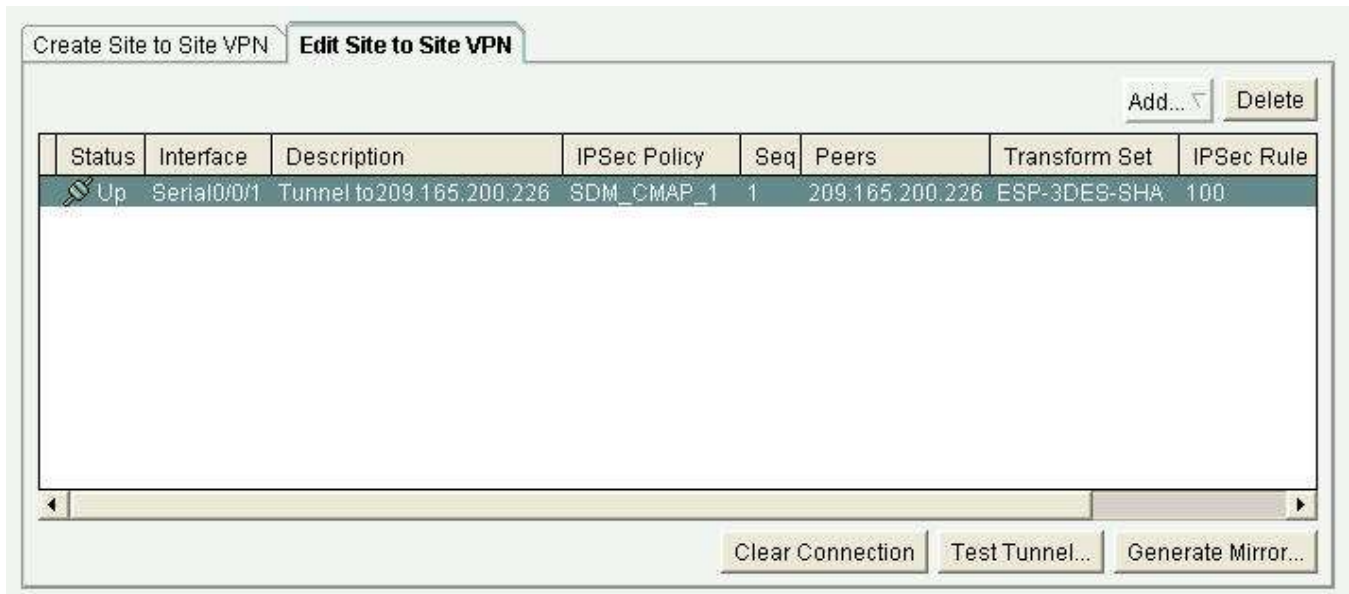 Create Site to Site VPN Edit Site to Site VPN
Add... Delete
Status Interface Description IPSec Policy Seq Peers Transform Set IPSec Rule
Up Serial0/0/1 Tunnel to209.165.200.226 SDM_CMAP_1 1 209.165.200.226 ESP-3DES-SHA 100
Clear Connection Test Tunnel... Generate Mirror...